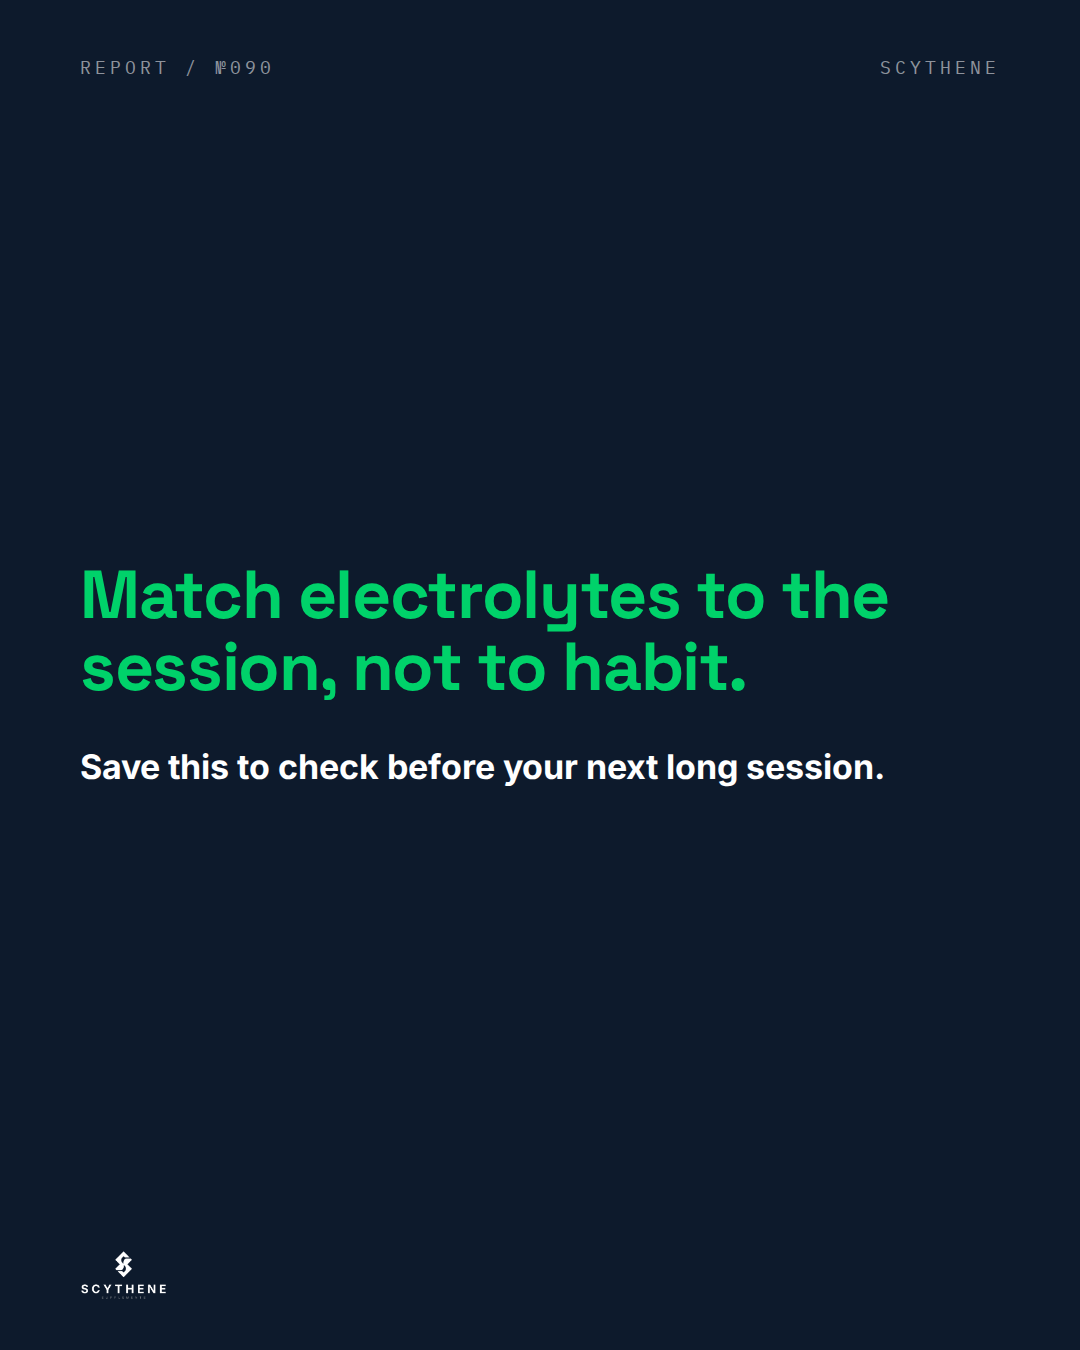 REPORT / №090
SCYTHENE
Match electrolytes to the
session, not to habit.
Save this to check before your next long session.
SCYTHENE